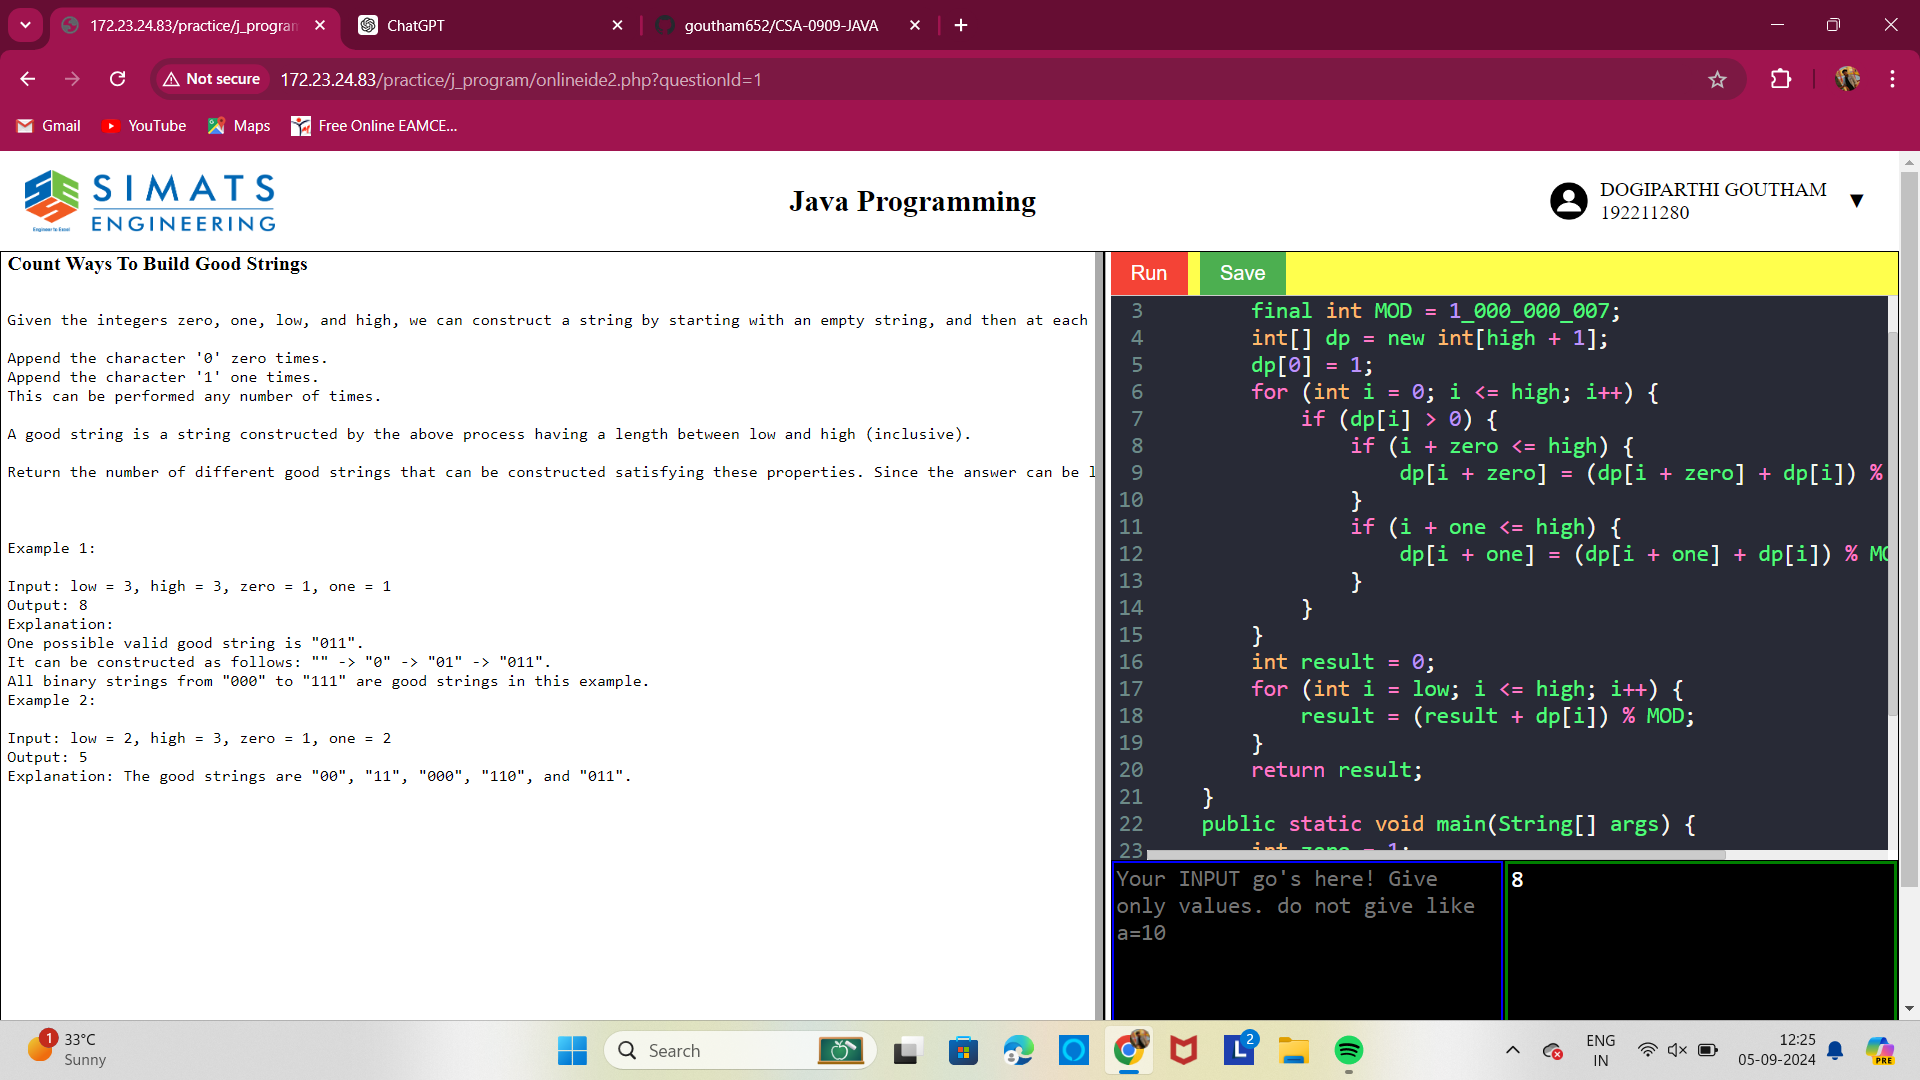 172.23.24.83/practice/j_progran
ChatGPT
goutham652/CSA-0909-JAVA
Not secure
172.23.24.83/practice/j_program/onlineide2.php?questionId=1
Gmail
YouTube
Maps
Free Online EAMCE...
SIMATS
ENGINEERING
Engineer to Excel
Java Programming
DOGIPARTHI GOUTHAM
192211280
Count Ways To Build Good Strings
Given the integers zero, one, low, and high, we can construct a string by starting with an empty string, and then at each
Append the character '0' zero times.
Append the character '1' one times.
This can be performed any number of times.
A good string is a string constructed by the above process having a length between low and high (inclusive).
Return the number of different good strings that can be constructed satisfying these properties. Since the answer can be l
Example 1:
Input: low = 3, high = 3, zero = 1, one = 1
Output: 8
Explanation:
One possible valid good string is "011".
It can be constructed as follows: "" -> "0" -> "01" -> "011".
All binary strings from "000" to "111" are good strings in this example.
Example 2:
Input: low = 2, high = 3, zero = 1, one = 2
Output: 5
Explanation: The good strings are "00", "11", "000", "110", and "011".
Run
Save
3 final int MOD = 1_000_000_007;
4 int[] dp = new int[high + 1];
5 dp[0] = 1;
6 for (int i = 0; i <= high; i++) {
7 if (dp[i] > 0) {
8 if (i + zero <= high) {
9 dp[i + zero] = (dp[i + zero] + dp[i]) %
10 }
11 if (i + one <= high) {
12 dp[i + one] = (dp[i + one] + dp[i]) % MO
13 }
14 }
15 }
16 int result = 0;
17 for (int i = low; i <= high; i++) {
18 result = (result + dp[i]) % MOD;
19 }
20 return result;
21 }
22 public static void main(String[] args) {
23 int zero = 1;
Your INPUT go's here! Give
only values. do not give like
a=10
8
1
33°C
Sunny
Search
2
ENG
IN
12:25
05-09-2024
PRE